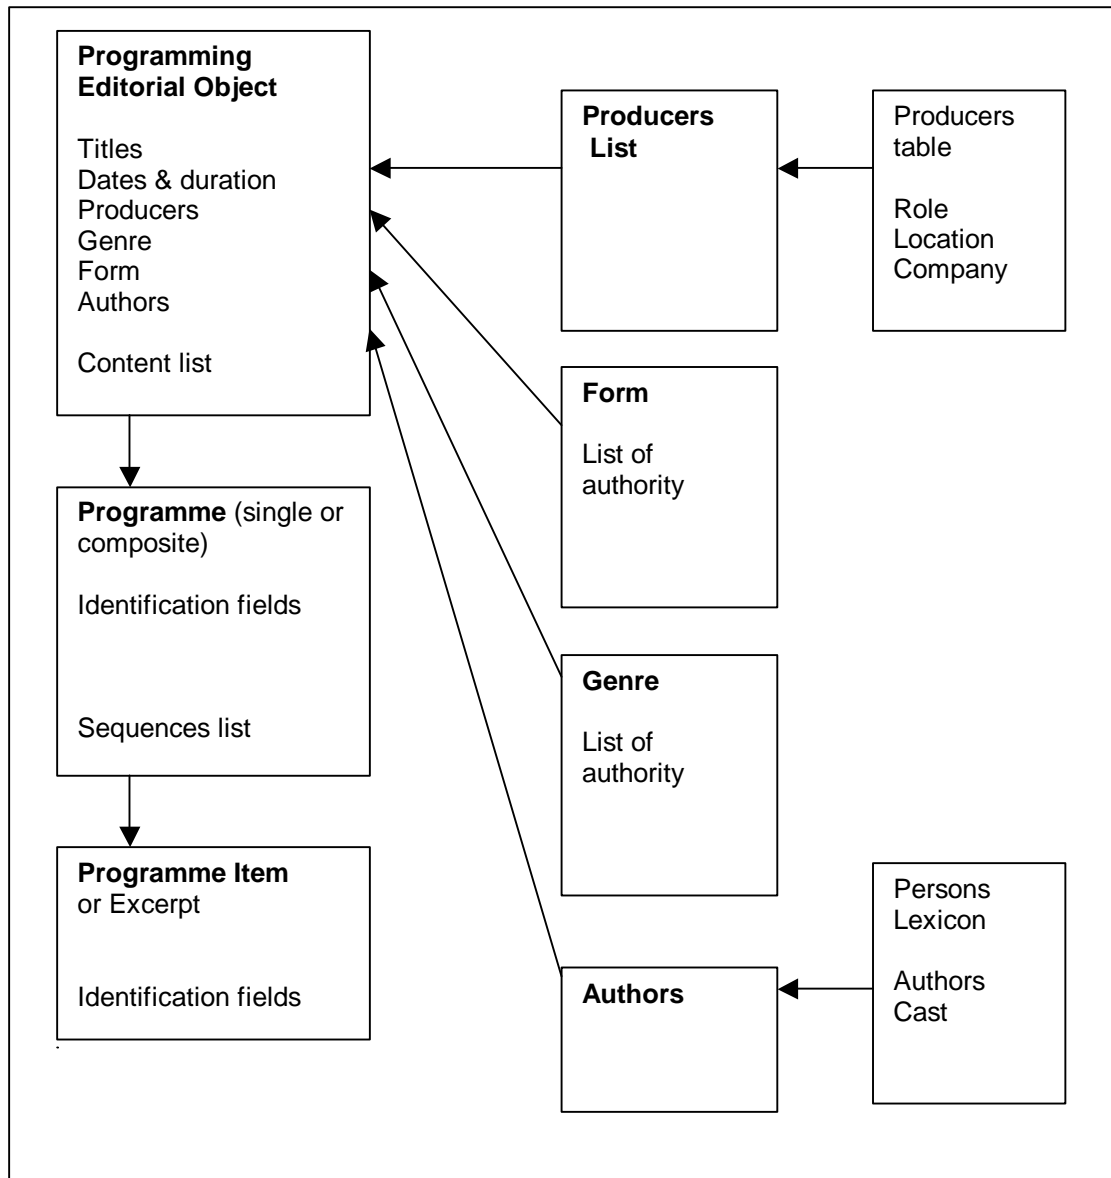 Programming
Editorial Object
Titles
Dates & duration
Producers
Genre
Form
Authors
Content list
Programme (single or
composite)
Identification fields
Sequences list
Programme Item
or Excerpt
Identification fields
Producers
List
Form
List of
authority
Genre
List of
authority
Authors
Producers
table
Role
Location
Company
Persons
Lexicon
Authors
Cast